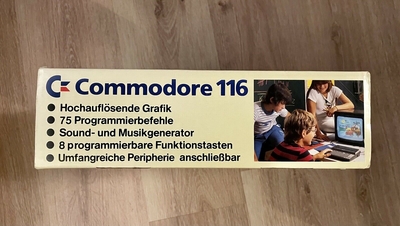 Commodore 116
● Hochauflösende Grafik
● 75 Programmierbefehle
● Sound- und Musikgenerator
● 8 programmierbare Funktionstasten
● Umfangreiche Peripherie anschließbar